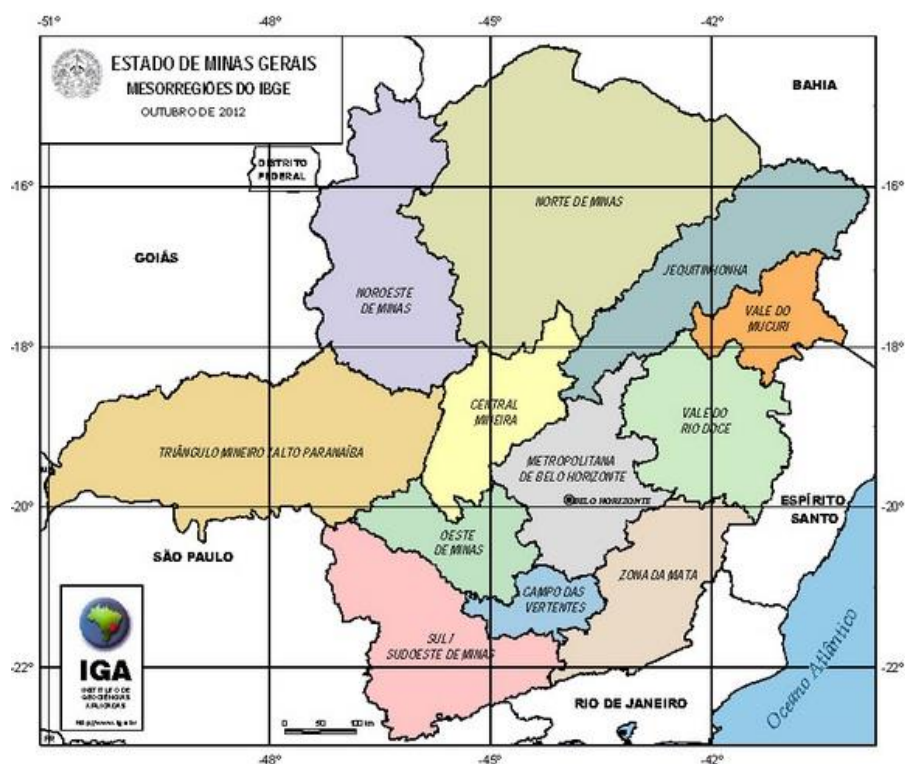 -51°
-48°
-45°
-42°
ESTADO DE MINAS GERAIS
MESORREGIÕES DO IBGE
OUTUBRO DE 2012
BAHIA
DISTRITO
FEDERAL
-16°
-16°
NORTE DE MINAS
GOIÁS
JEQUITINHONHA
NOROESTE
DE MINAS
VALE DO
MUCURI
-18°
-18°
CENTRAL
MINEIRA
VALE DO
RIO DOCE
TRIÂNGULO MINEIRO / ALTO PARANAÍBA
METROPOLITANA
DE BELO HORIZONTE
BELO HORIZONTE
-20°
-20°
ESPÍRITO
SANTO
SÃO PAULO
OESTE
DE MINAS
ZONA DA MATA
CAMPO DAS
VERTENTES
SUL /
SUDOESTE DE MINAS
IGA
INSTITUTO DE
GEOCIÊNCIAS
APLICADAS
-22°
-22°
Oceano Atlântico
RIO DE JANEIRO
0 50 100 km
-48°
-45°
-42°